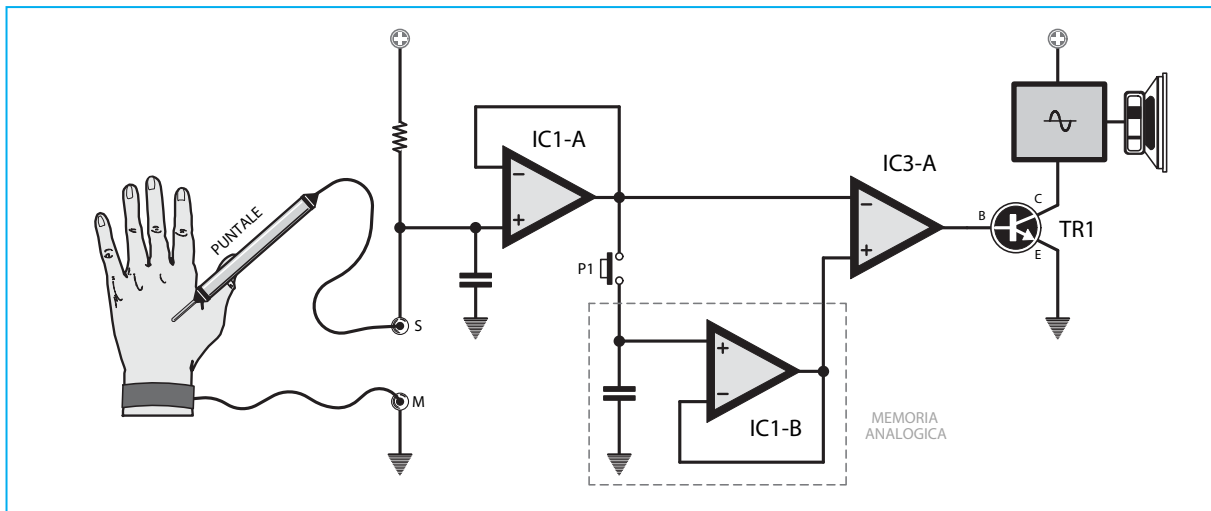 PUNTALE
S
M
IC1-A
−
+
P1
+
−
IC1-B
MEMORIA
ANALOGICA
IC3-A
−
+
B
C
E
TR1